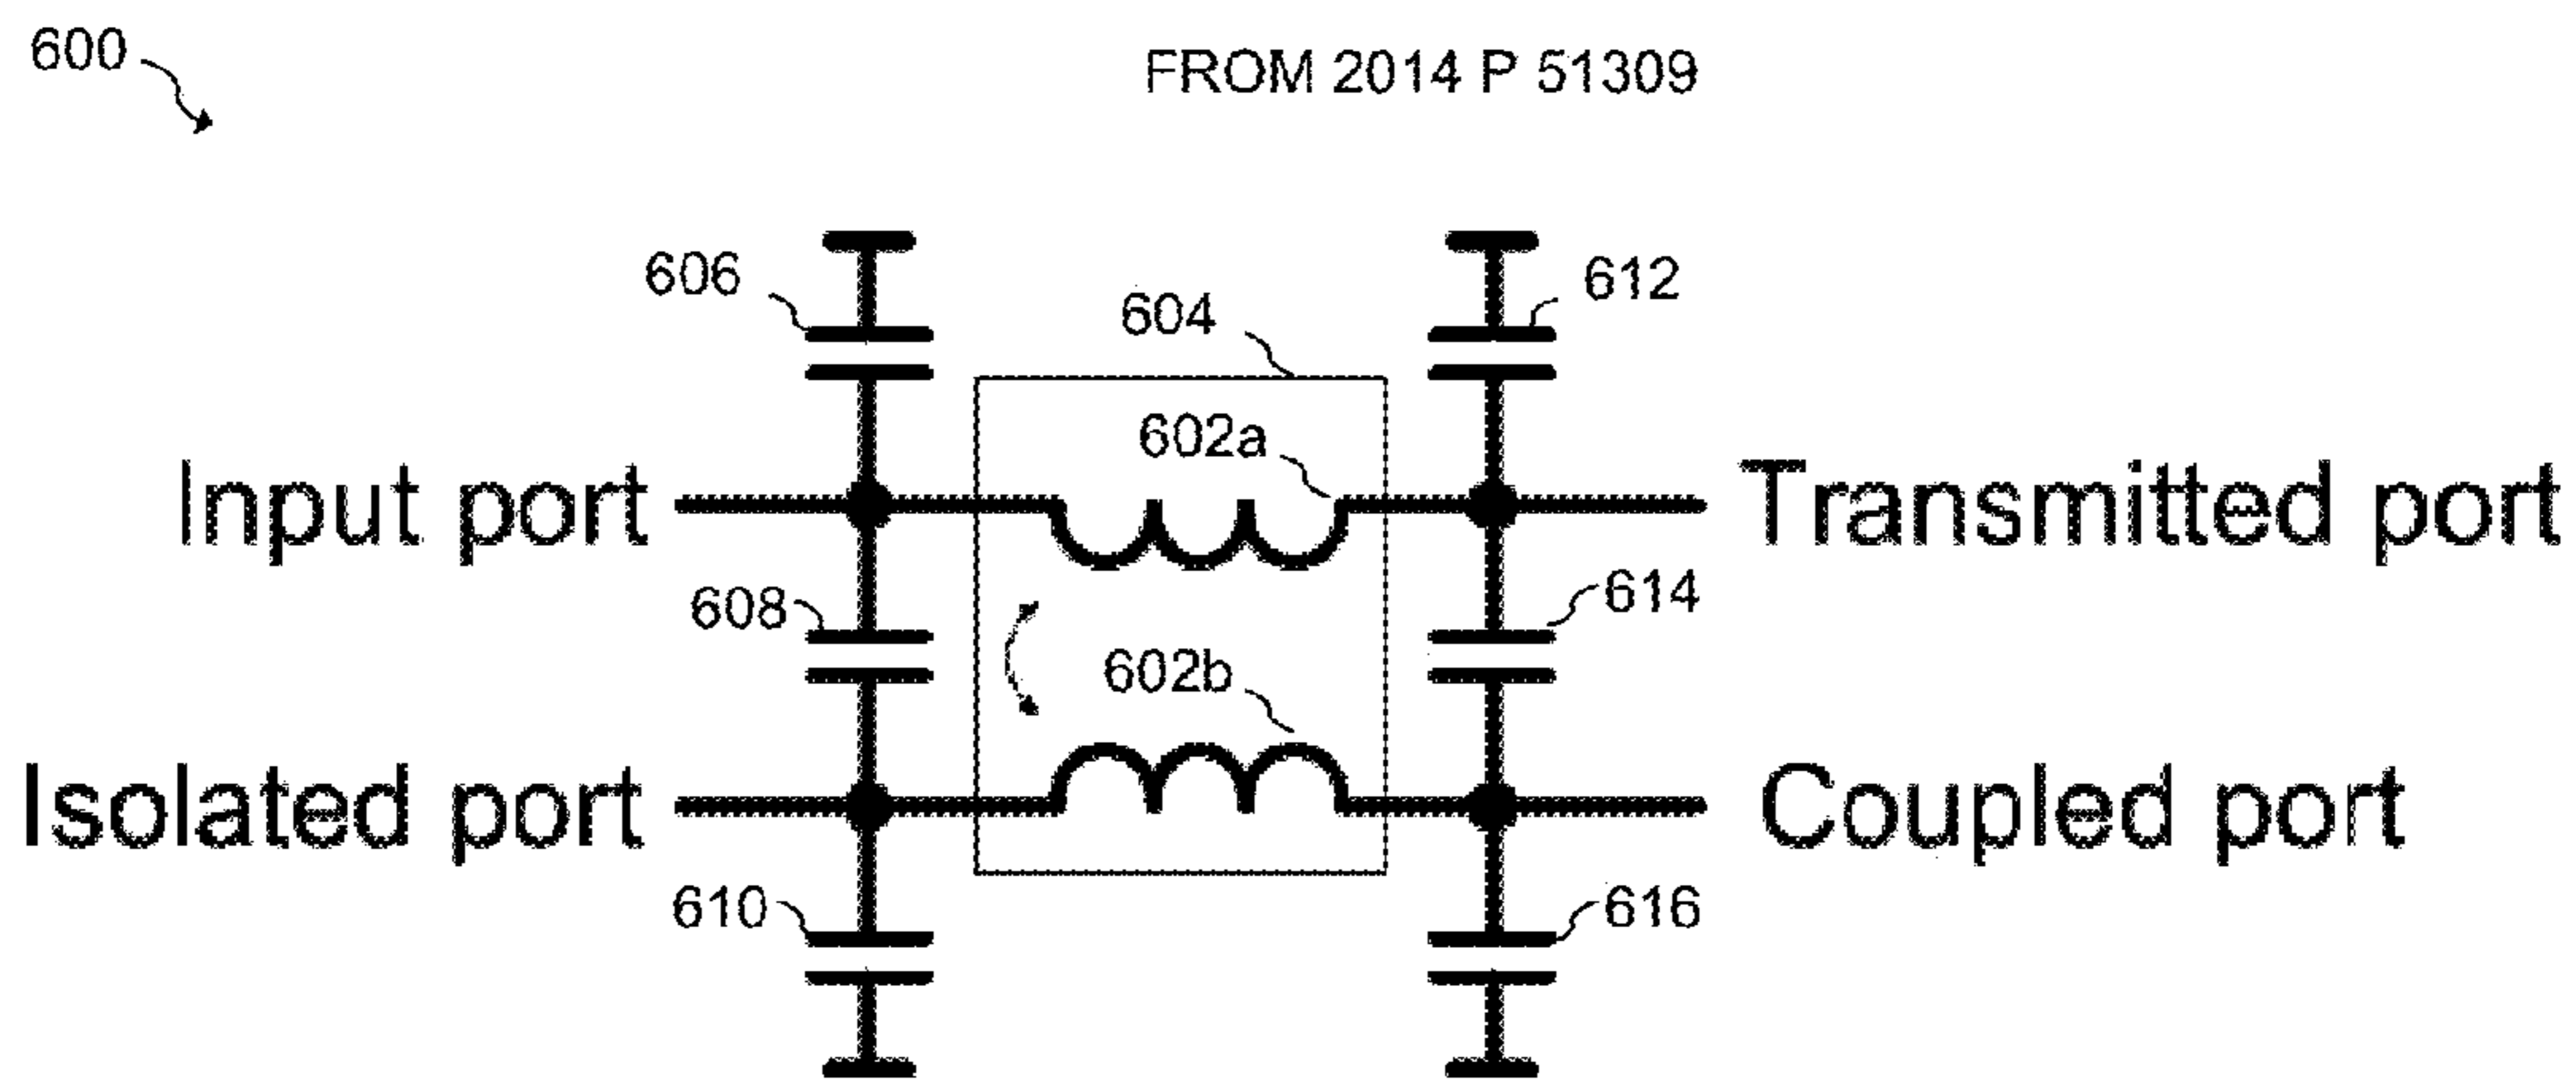 600
FROM 2014 P 51309
606
612
604
602a
Input port
Transmitted port
608
614
602b
Isolated port
Coupled port
610
616